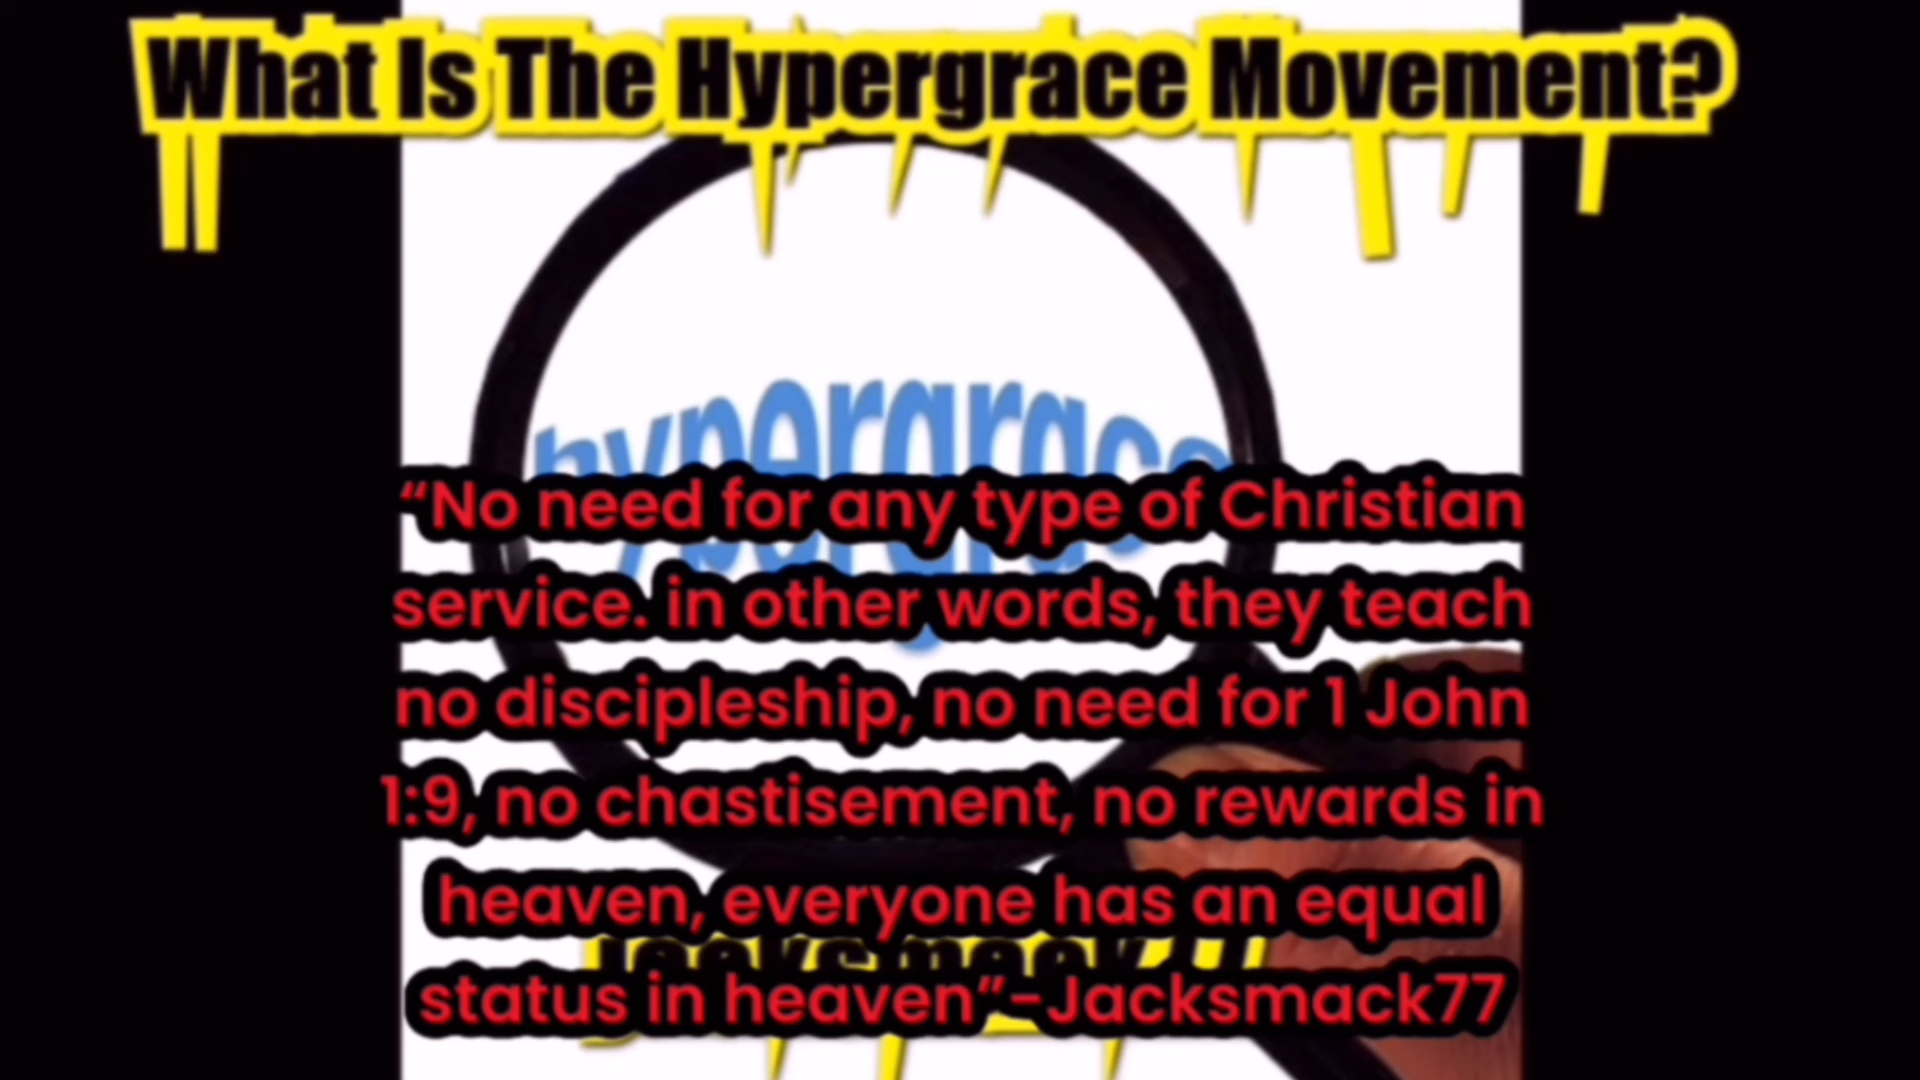 What Is The Hypergrace Movement?
hypergrace
“No need for any type of Christian
service. in other words, they teach
no discipleship, no need for 1 John
1:9, no chastisement, no rewards in
heaven, everyone has an equal
status in heaven”-Jacksmack77
Jacksmack77